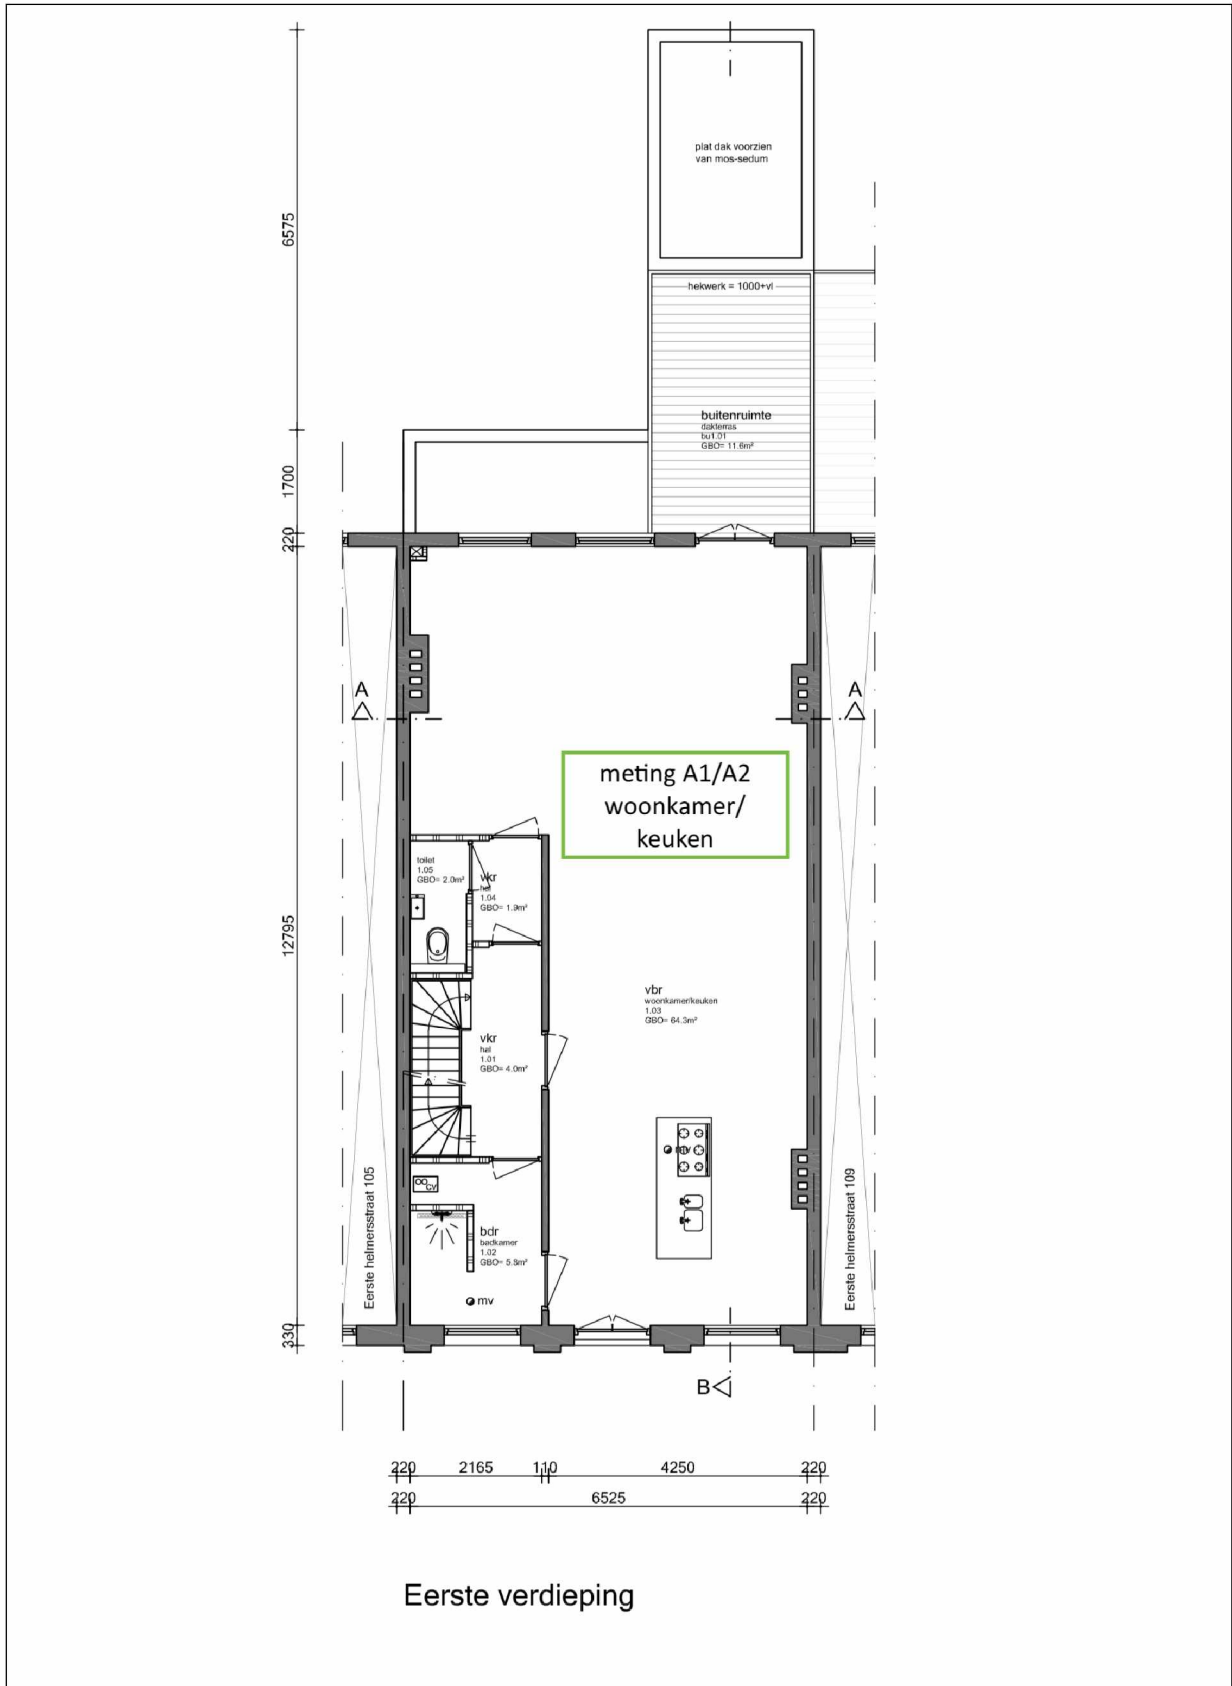 plat dak voorzien
van mos-sedum
6575
hekwerk = 1000+vl
buitenruimte
dakterras
bu1.01
GBO= 11.6m²
1700
220
A
A
meting A1/A2
woonkamer/
keuken
toilet
1.05
GBO= 2.0m²
vkr
hal
1.04
GBO= 1.9m²
12795
vbr
woonkamer/keuken
1.03
GBO= 64.3m²
vkr
hal
1.01
GBO= 4.0m²
mv
CV
Eerste helmersstraat 105
Eerste helmersstraat 109
bdr
badkamer
1.02
GBO= 5.8m²
mv
330
B
220 2165 110 4250 220
220 6525 220
Eerste verdieping